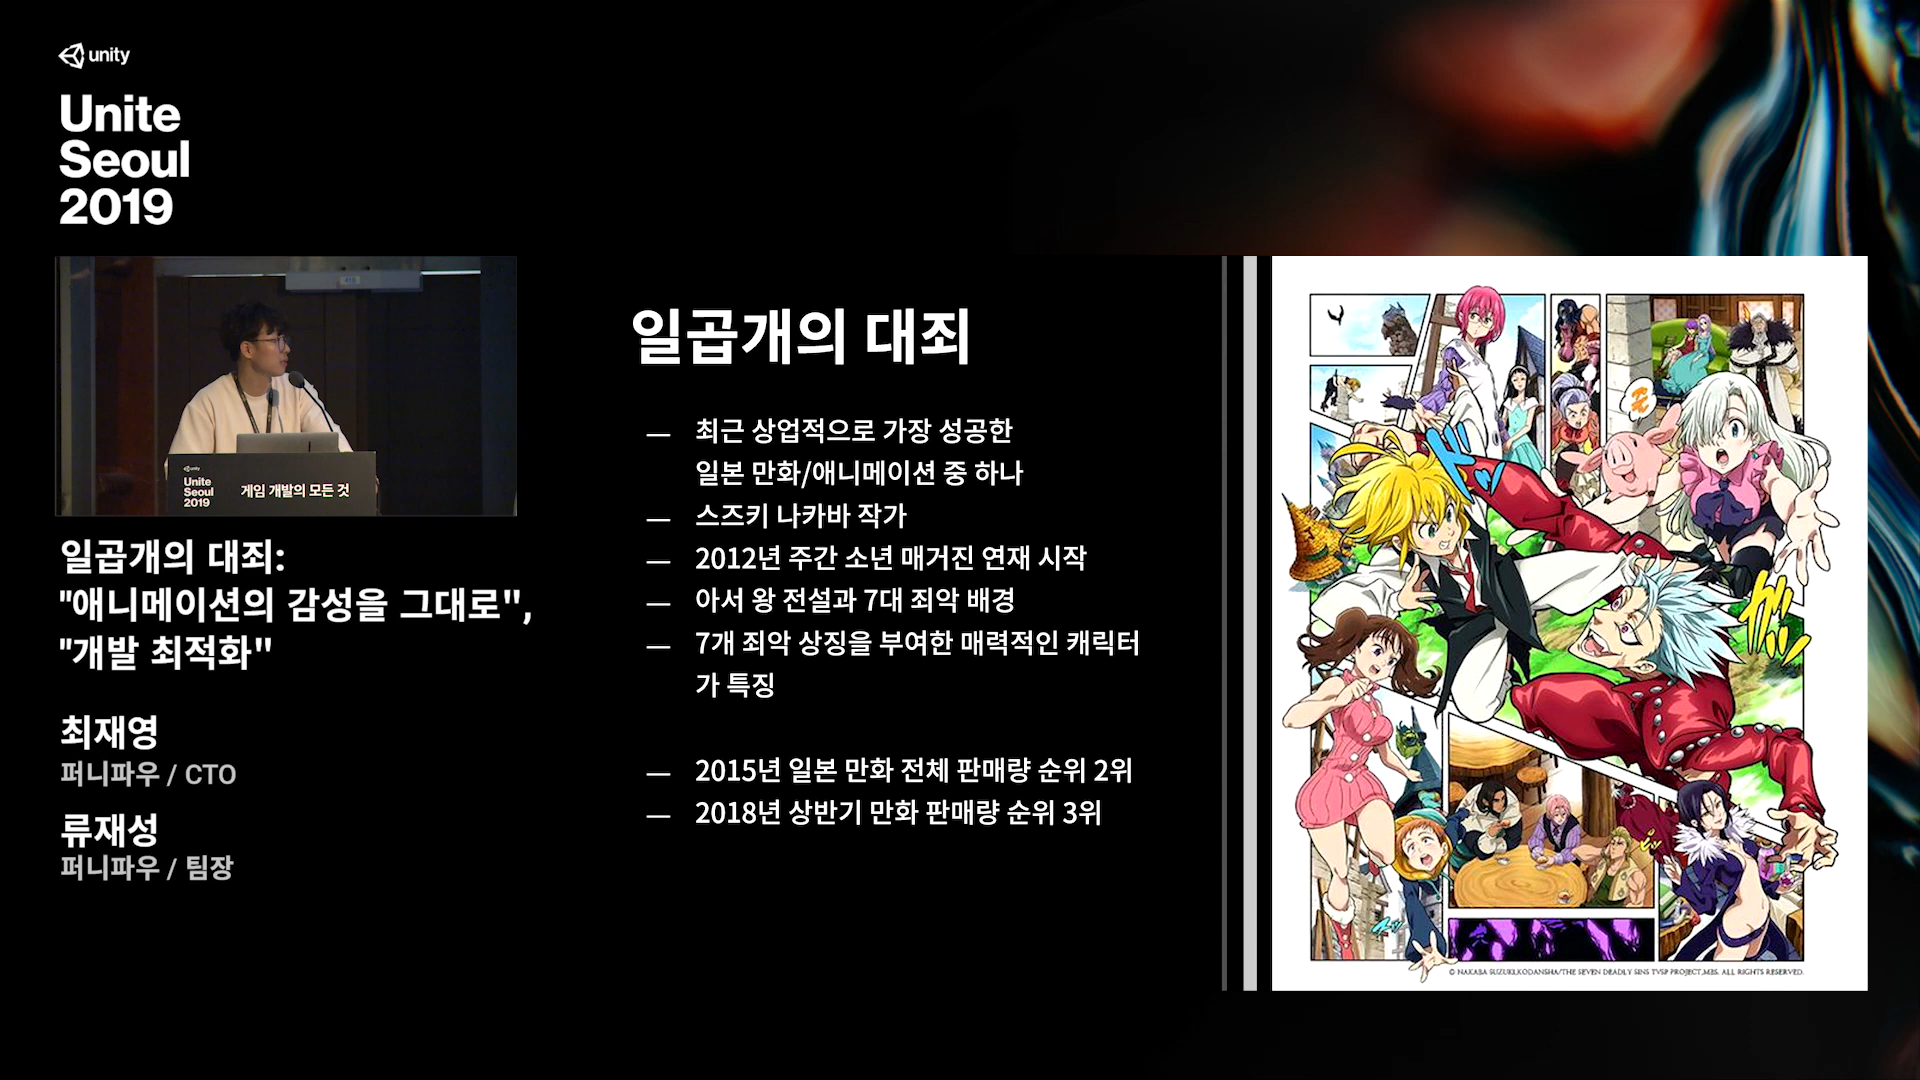 unity
Unite
Seoul
2019
unity
Unite
Seoul
2019
게임 개발의 모든 것
일곱개의 대죄:
"애니메이션의 감성을 그대로",
"개발 최적화"
최재영
퍼니파우 / CTO
류재성
퍼니파우 / 팀장
일곱개의 대죄
— 최근 상업적으로 가장 성공한
일본 만화/애니메이션 중 하나
— 스즈키 나카바 작가
— 2012년 주간 소년 매거진 연재 시작
— 아서 왕 전설과 7대 죄악 배경
— 7개 죄악 상징을 부여한 매력적인 캐릭터
가 특징
— 2015년 일본 만화 전체 판매량 순위 2위
— 2018년 상반기 만화 판매량 순위 3위
ドッ
© NAKABA SUZUKI,KODANSHA/THE SEVEN DEADLY SINS TVSP PROJECT,MBS. ALL RIGHTS RESERVED.